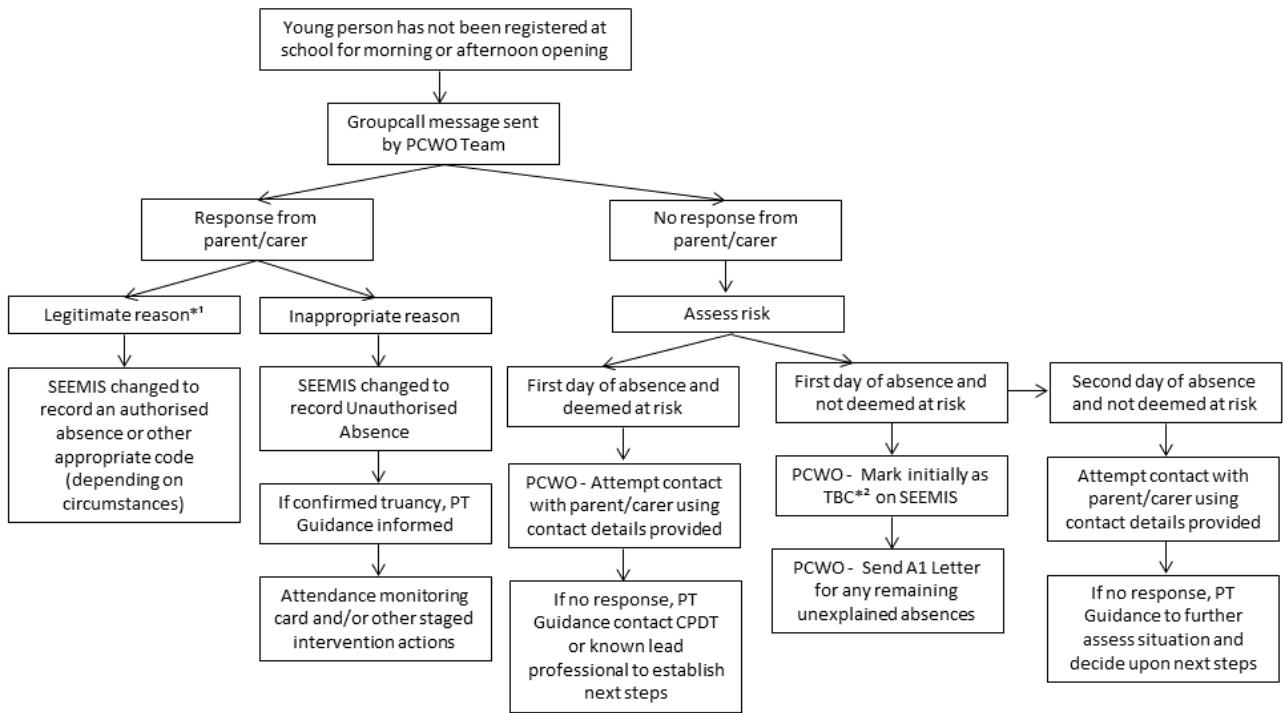 Young person has not been registered at
school for morning or afternoon opening
Groupcall message sent
by PCWO Team
Response from
parent/carer
No response from
parent/carer
Legitimate reason*¹
Inappropriate reason
Assess risk
SEEMIS changed to
record an authorised
absence or other
appropriate code
(depending on
circumstances)
SEEMIS changed to
record Unauthorised
Absence
If confirmed truancy, PT
Guidance informed
Attendance monitoring
card and/or other staged
intervention actions
First day of absence and
deemed at risk
PCWO - Attempt contact
with parent/carer using
contact details provided
If no response, PT
Guidance contact CPDT
or known lead
professional to establish
next steps
First day of absence and
not deemed at risk
PCWO - Mark initially as
TBC*² on SEEMIS
PCWO - Send A1 Letter
for any remaining
unexplained absences
Second day of absence
and not deemed at risk
Attempt contact with
parent/carer using
contact details provided
If no response, PT
Guidance to further
assess situation and
decide upon next steps